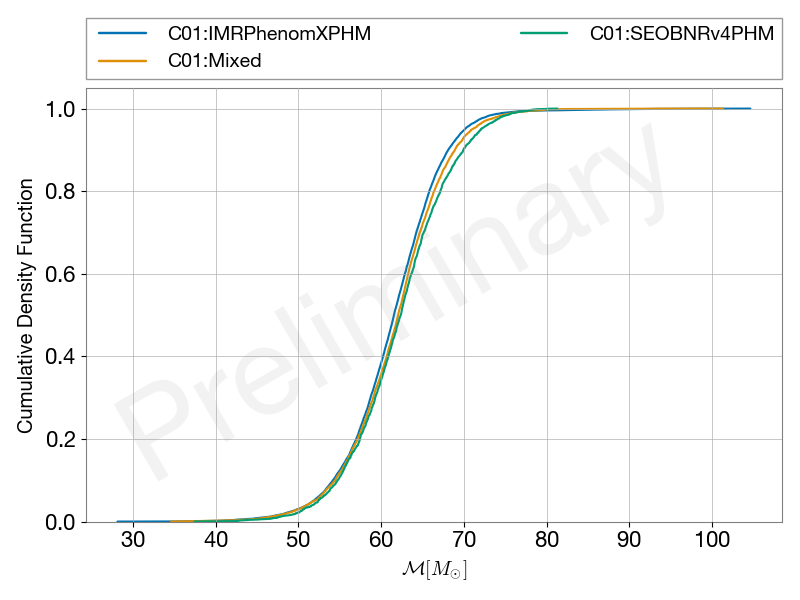 C01:IMRPhenomXPHM
C01:SEOBNRv4PHM
C01:Mixed
Preliminary
Cumulative Density Function
1.0
0.8
0.6
0.4
0.2
0.0
30 40 50 60 70 80 90 100
ℳ[M⊙]